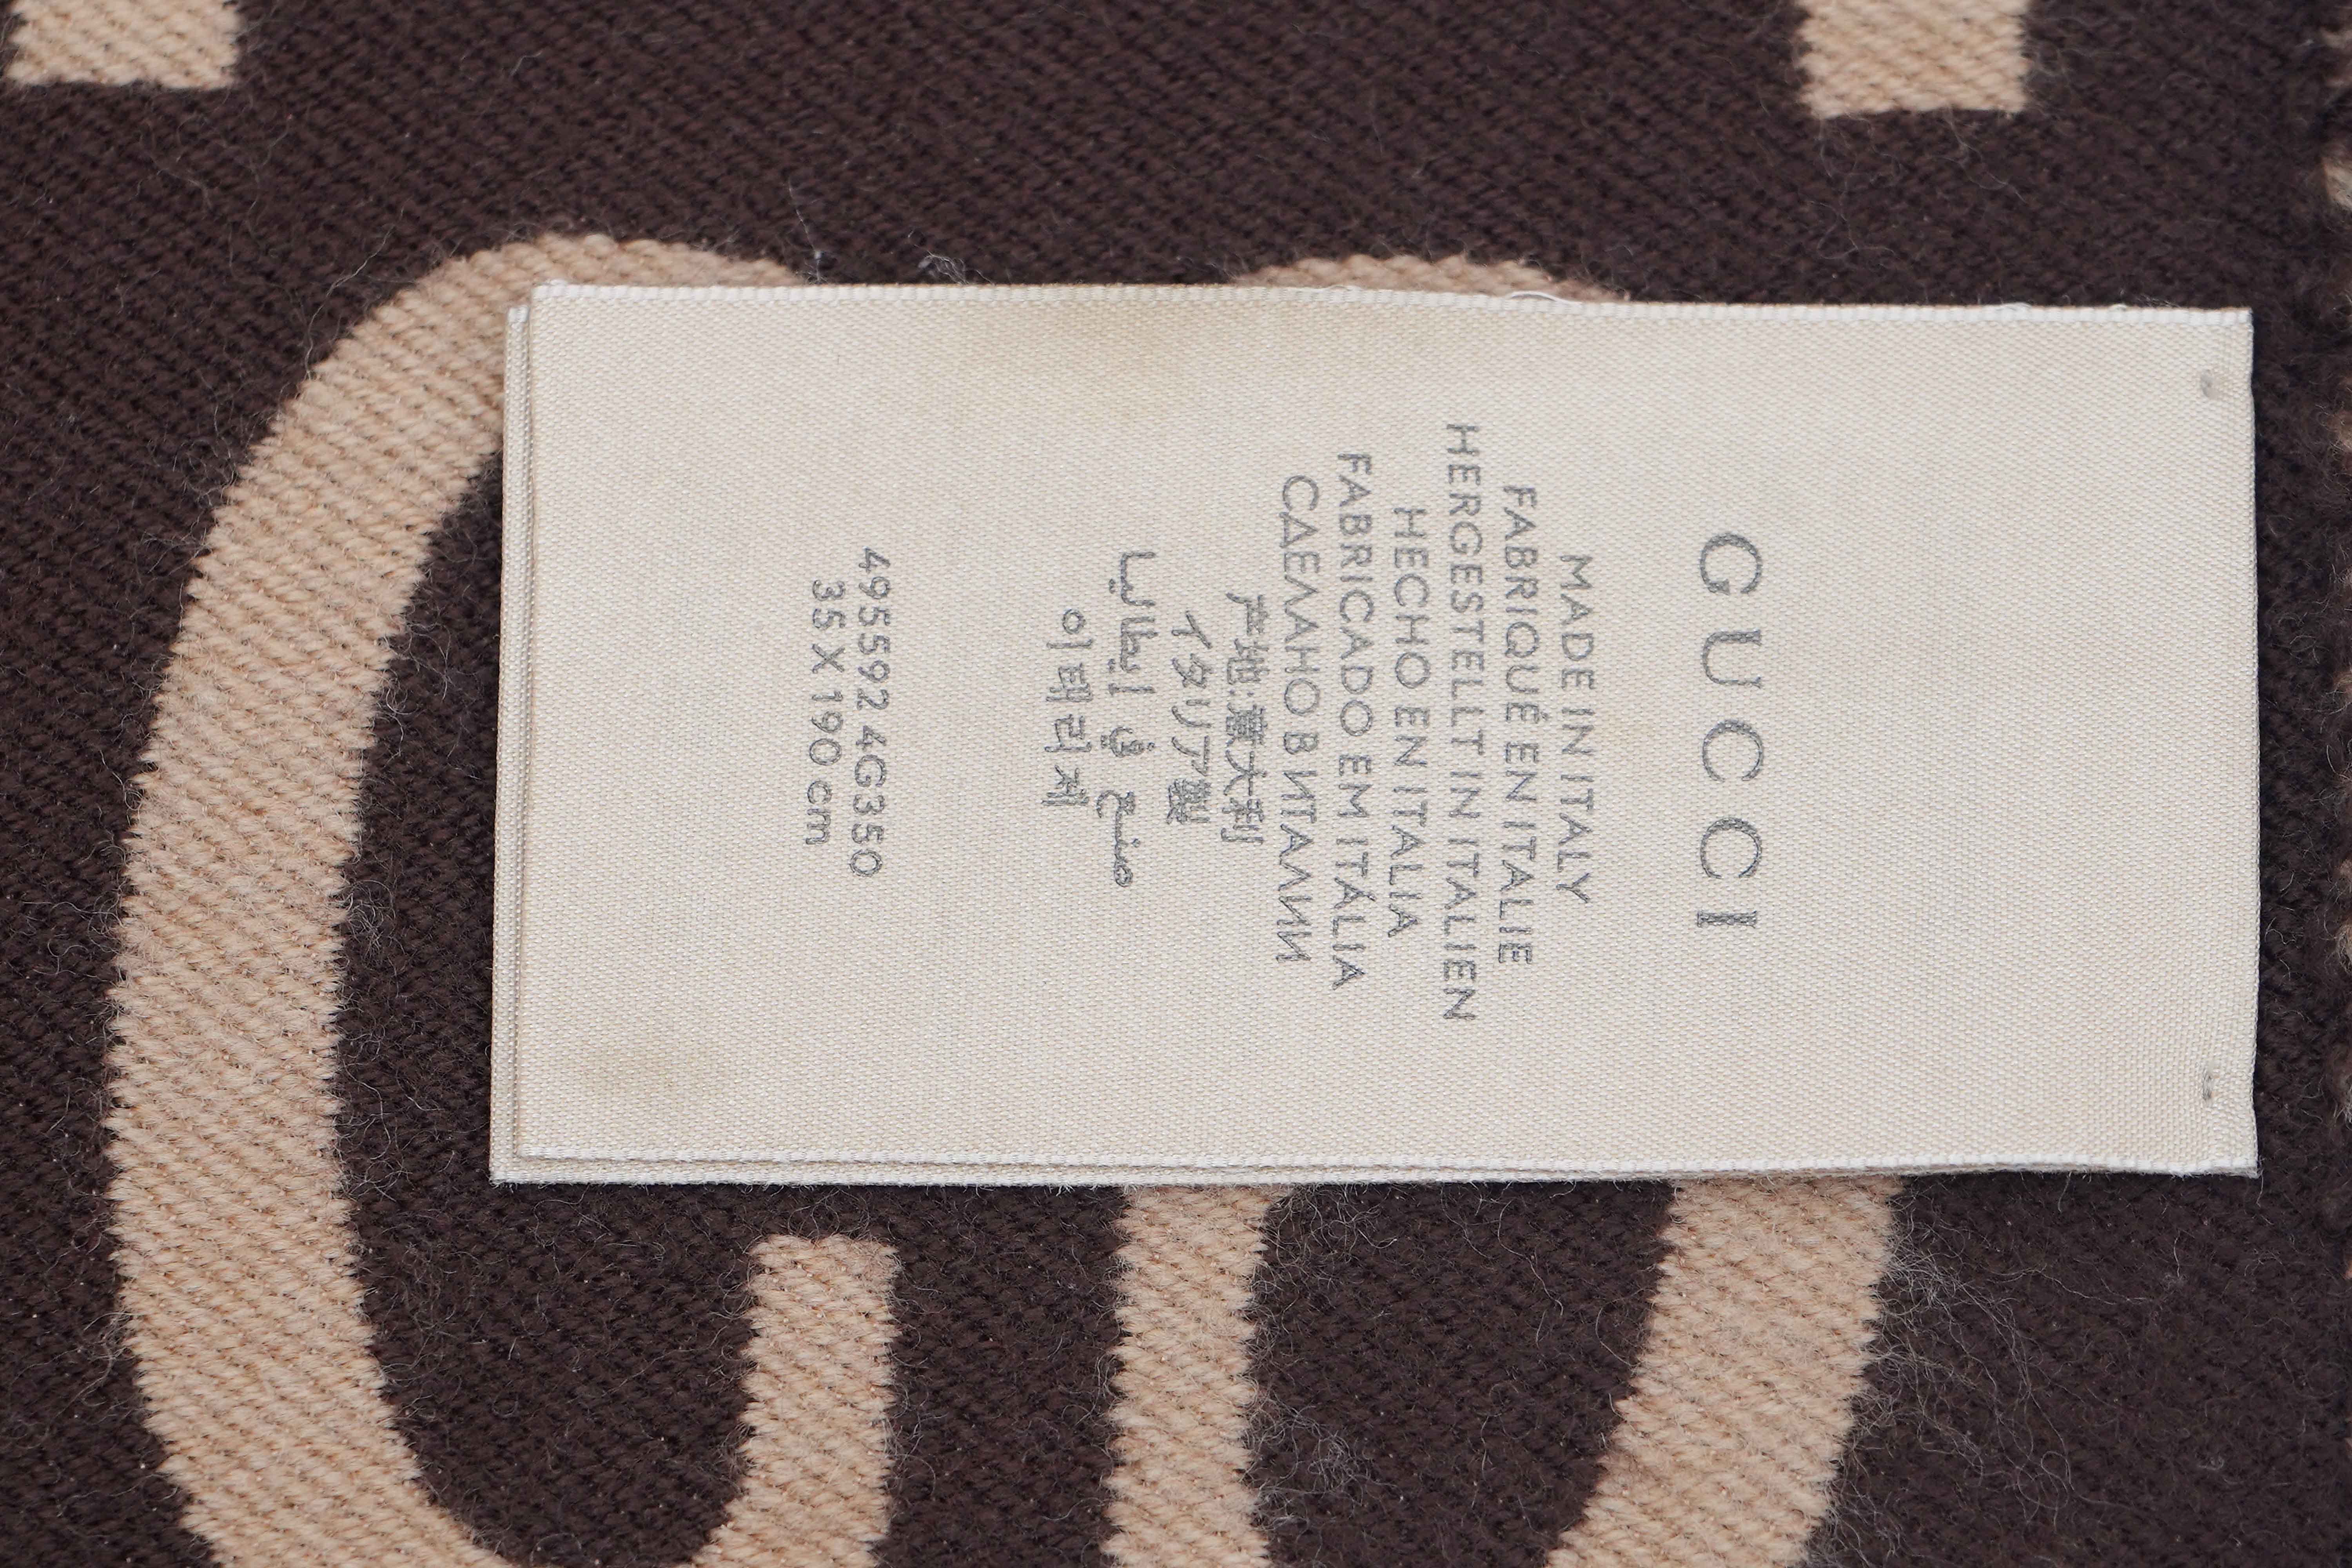 GUCCI
MADE IN ITALY
FABRIQUÉ EN ITALIE
HERGESTELLT IN ITALIEN
HECHO EN ITALIA
FABRICADO EM ITÁLIA
СДЕЛАНО В ИТАЛИИ
产地:意大利
イタリア製
صنع في إيطاليا
이태리제
495592 4G350
35 X 190 cm